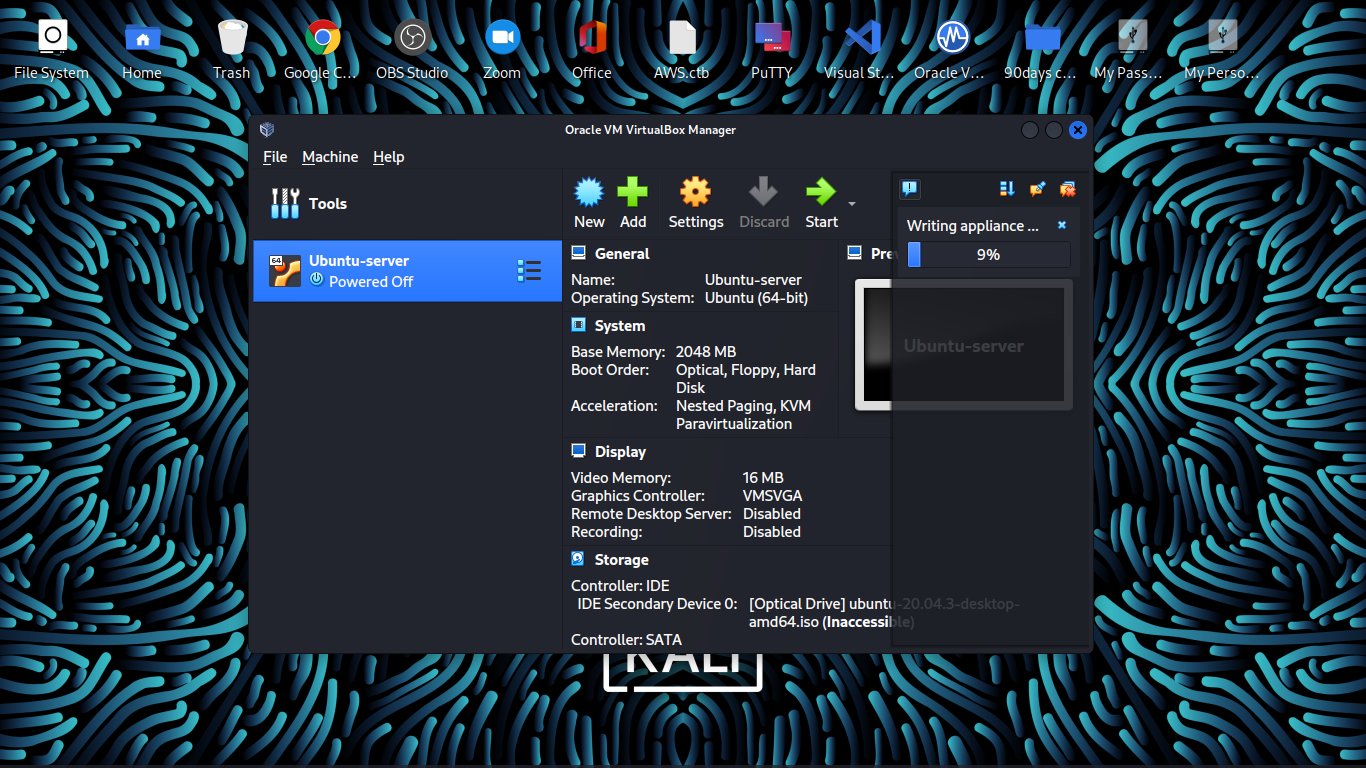 File System
Home
Trash
Google C...
OBS Studio
Zoom
Office
AWS.ctb
PuTTY
Visual St...
Oracle V...
90days c...
My Pass...
My Perso...
Oracle VM VirtualBox Manager
File Machine Help
Tools
New
Add
Settings
Discard
Start
64
Ubuntu-server
Powered Off
General
Name: Ubuntu-server
Operating System: Ubuntu (64-bit)
System
Base Memory: 2048 MB
Boot Order: Optical, Floppy, Hard
Disk
Acceleration: Nested Paging, KVM
Paravirtualization
Display
Video Memory: 16 MB
Graphics Controller: VMSVGA
Remote Desktop Server: Disabled
Recording: Disabled
Storage
Controller: IDE
IDE Secondary Device 0: [Optical Drive] ubuntu-20.04.3-desktop-
amd64.iso (Inaccessible)
Controller: SATA
Pre
Writing appliance ...
9%
Ubuntu-server
KALI